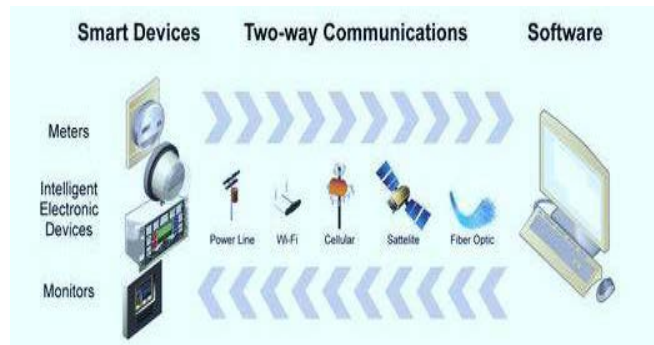 Smart Devices
Two-way Communications
Software
Meters
Intelligent
Electronic
Devices
Monitors
Power Line
Wi-Fi
Cellular
Sattelite
Fiber Optic